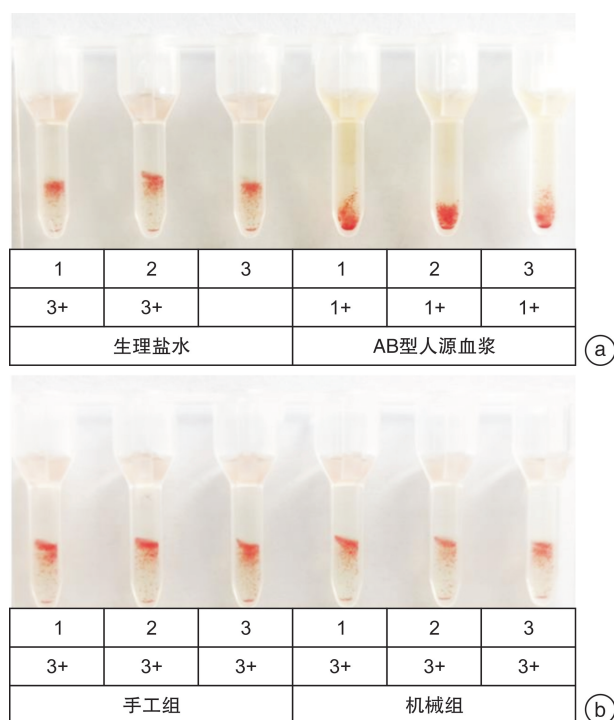 1 2 3 1 2 3
3+ 3+ 1+ 1+ 1+
生理盐水 AB型人源血浆
a
1 2 3 1 2 3
3+ 3+ 3+ 3+ 3+ 3+
手工组 机械组
b